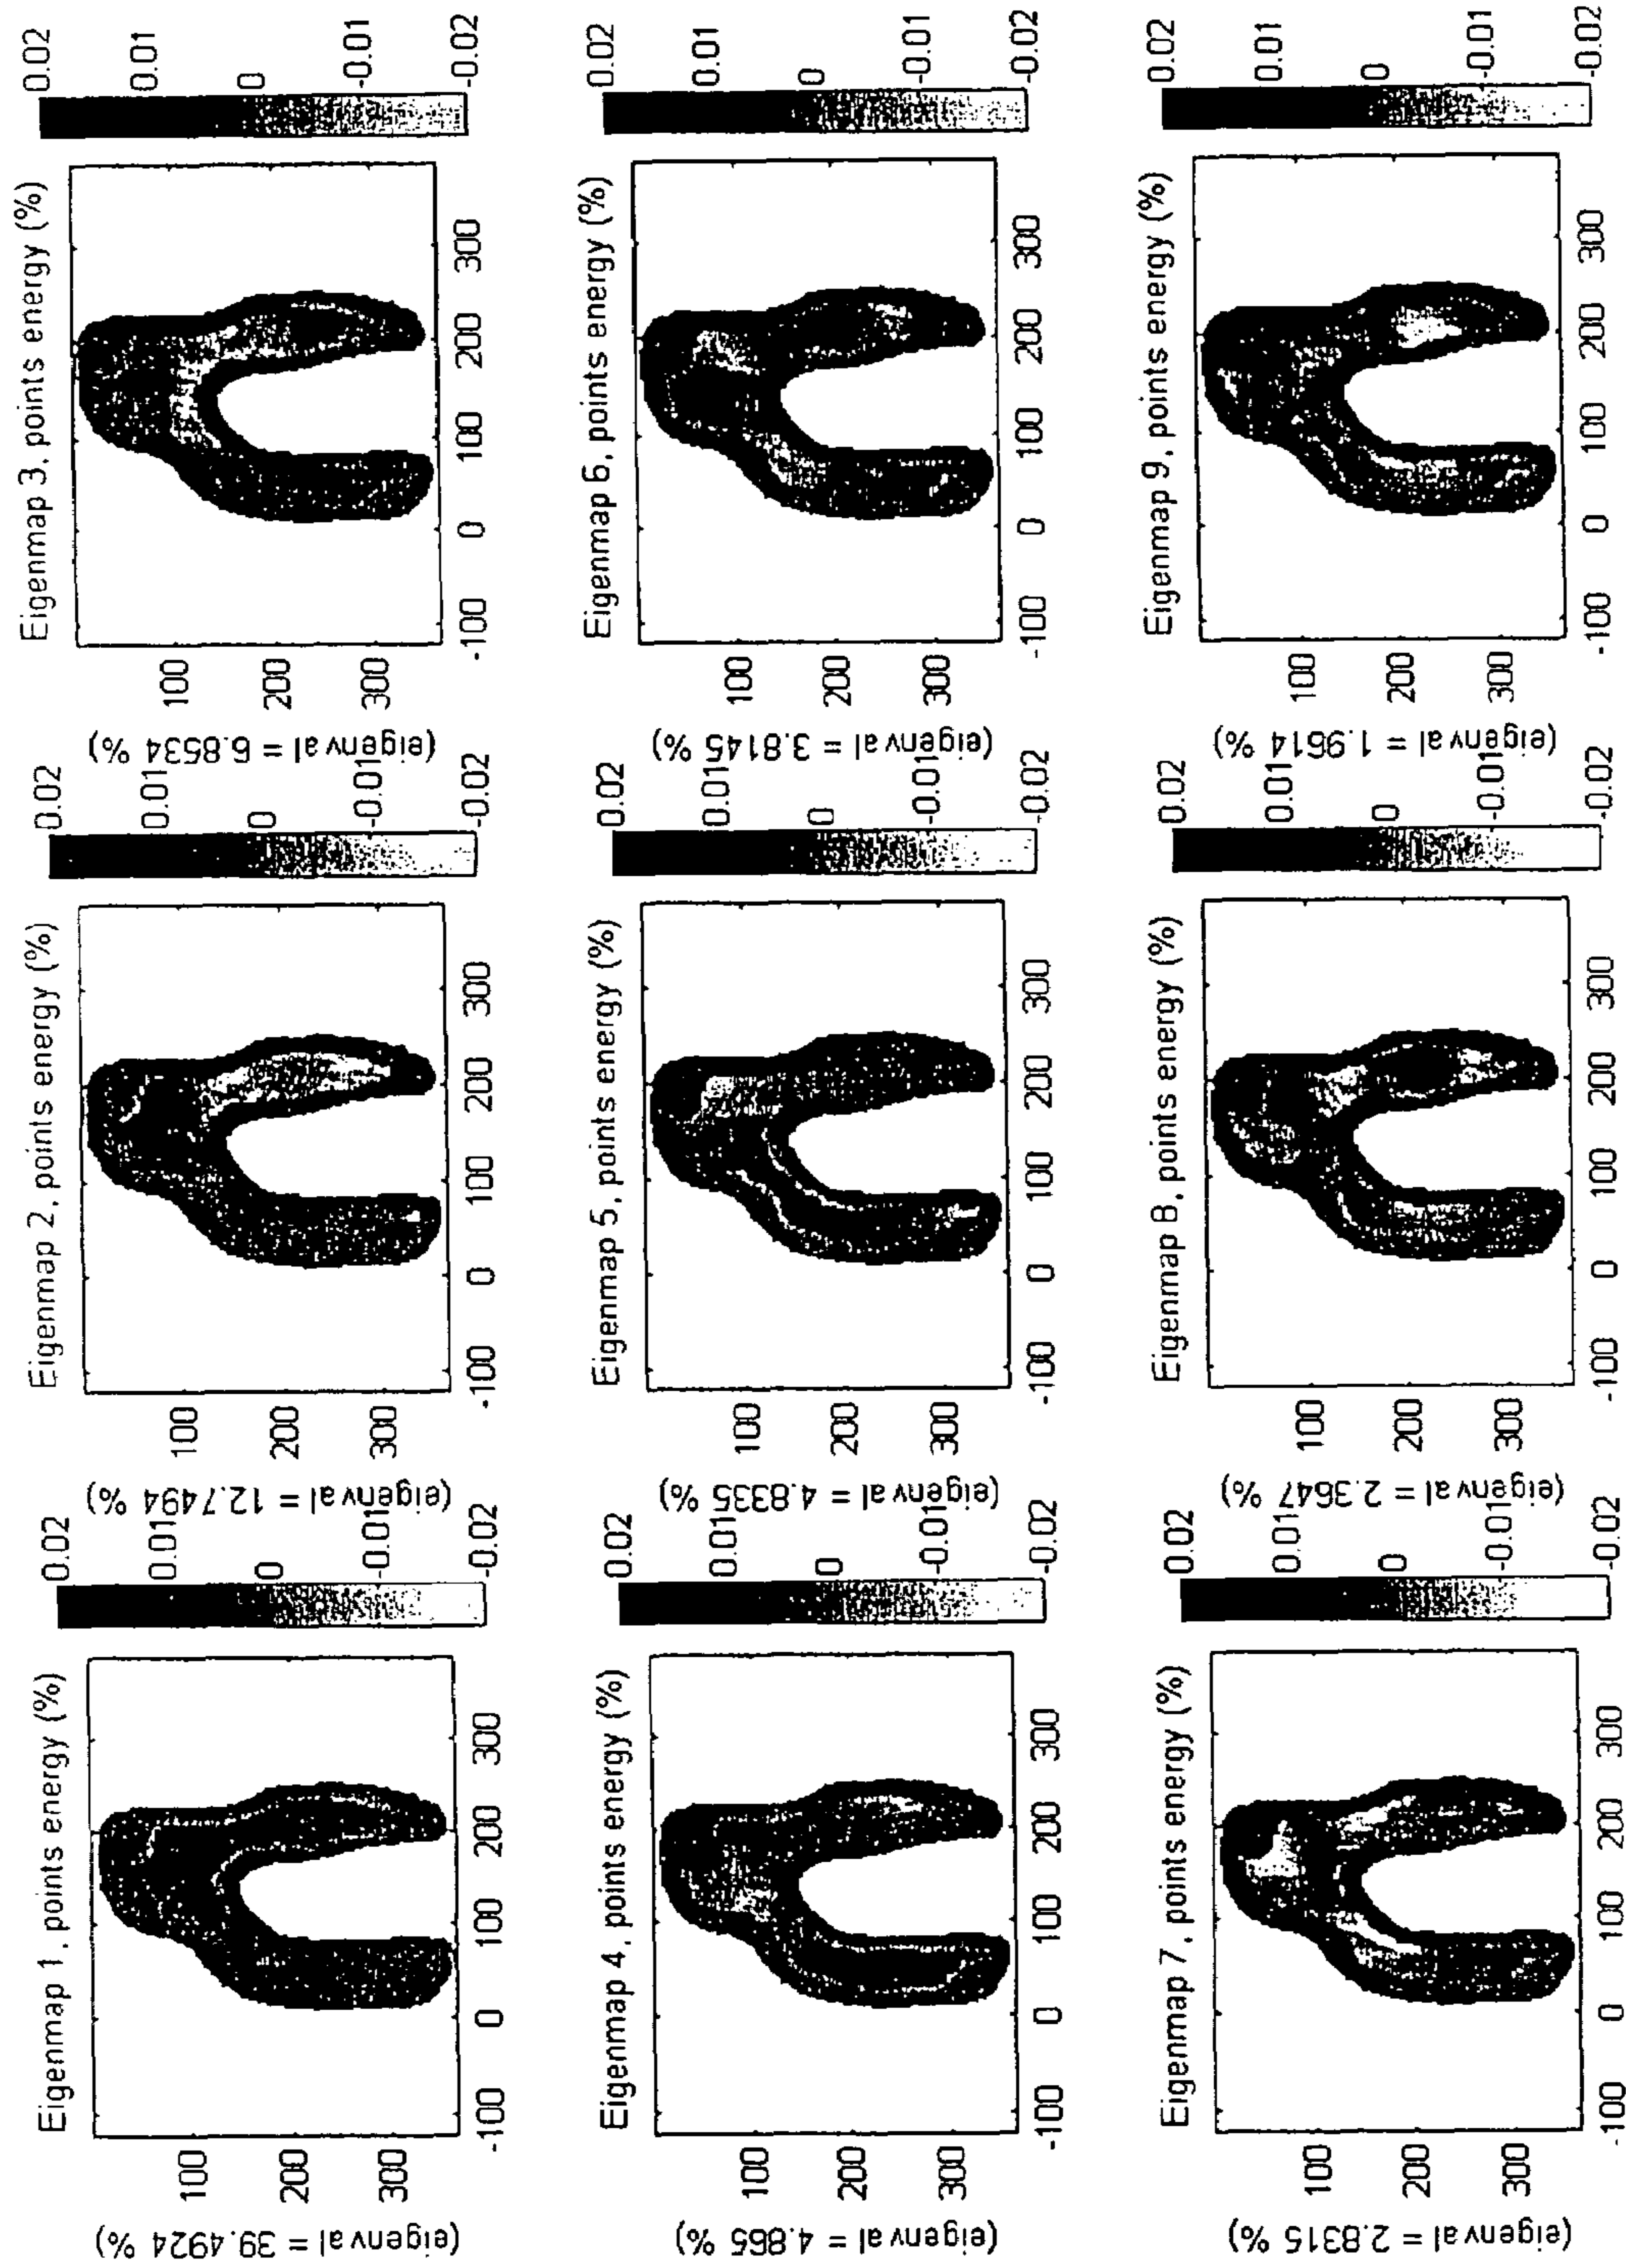 Eigenmap 1, points energy (%)
(eigenval = 39.4924 %)
100
200
300
-100 0 100 200 300
0.02
0.01
0
-0.01
-0.02
Eigenmap 2, points energy (%)
(eigenval = 12.7494 %)
100
200
300
-100 0 100 200 300
0.02
0.01
0
-0.01
-0.02
Eigenmap 3, points energy (%)
(eigenval = 6.8534 %)
100
200
300
-100 0 100 200 300
0.02
0.01
0
-0.01
-0.02
Eigenmap 4, points energy (%)
(eigenval = 4.865 %)
100
200
300
-100 0 100 200 300
0.02
0.01
0
-0.01
-0.02
Eigenmap 5, points energy (%)
(eigenval = 4.8335 %)
100
200
300
-100 0 100 200 300
0.02
0.01
0
-0.01
-0.02
Eigenmap 6, points energy (%)
(eigenval = 3.8145 %)
100
200
300
-100 0 100 200 300
0.02
0.01
0
-0.01
-0.02
Eigenmap 7, points energy (%)
(eigenval = 2.8315 %)
100
200
300
-100 0 100 200 300
0.02
0.01
0
-0.01
-0.02
Eigenmap 8, points energy (%)
(eigenval = 2.3647 %)
100
200
300
-100 0 100 200 300
0.02
0.01
0
-0.01
-0.02
Eigenmap 9, points energy (%)
(eigenval = 1.9614 %)
100
200
300
-100 0 100 200 300
0.02
0.01
0
-0.01
-0.02